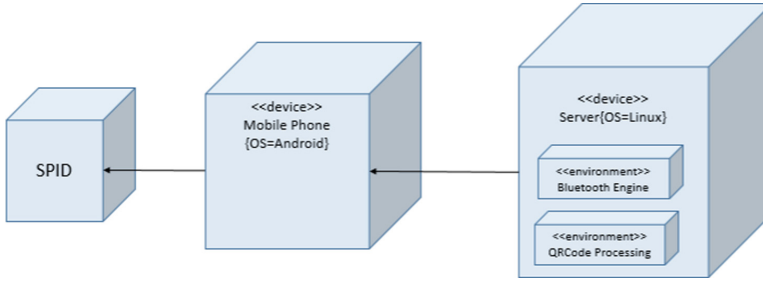 SPID
<<device>>
Mobile Phone
{OS=Android}
<<device>>
Server{OS=Linux}
<<environment>>
Bluetooth Engine
<<environment>>
QRCode Processing